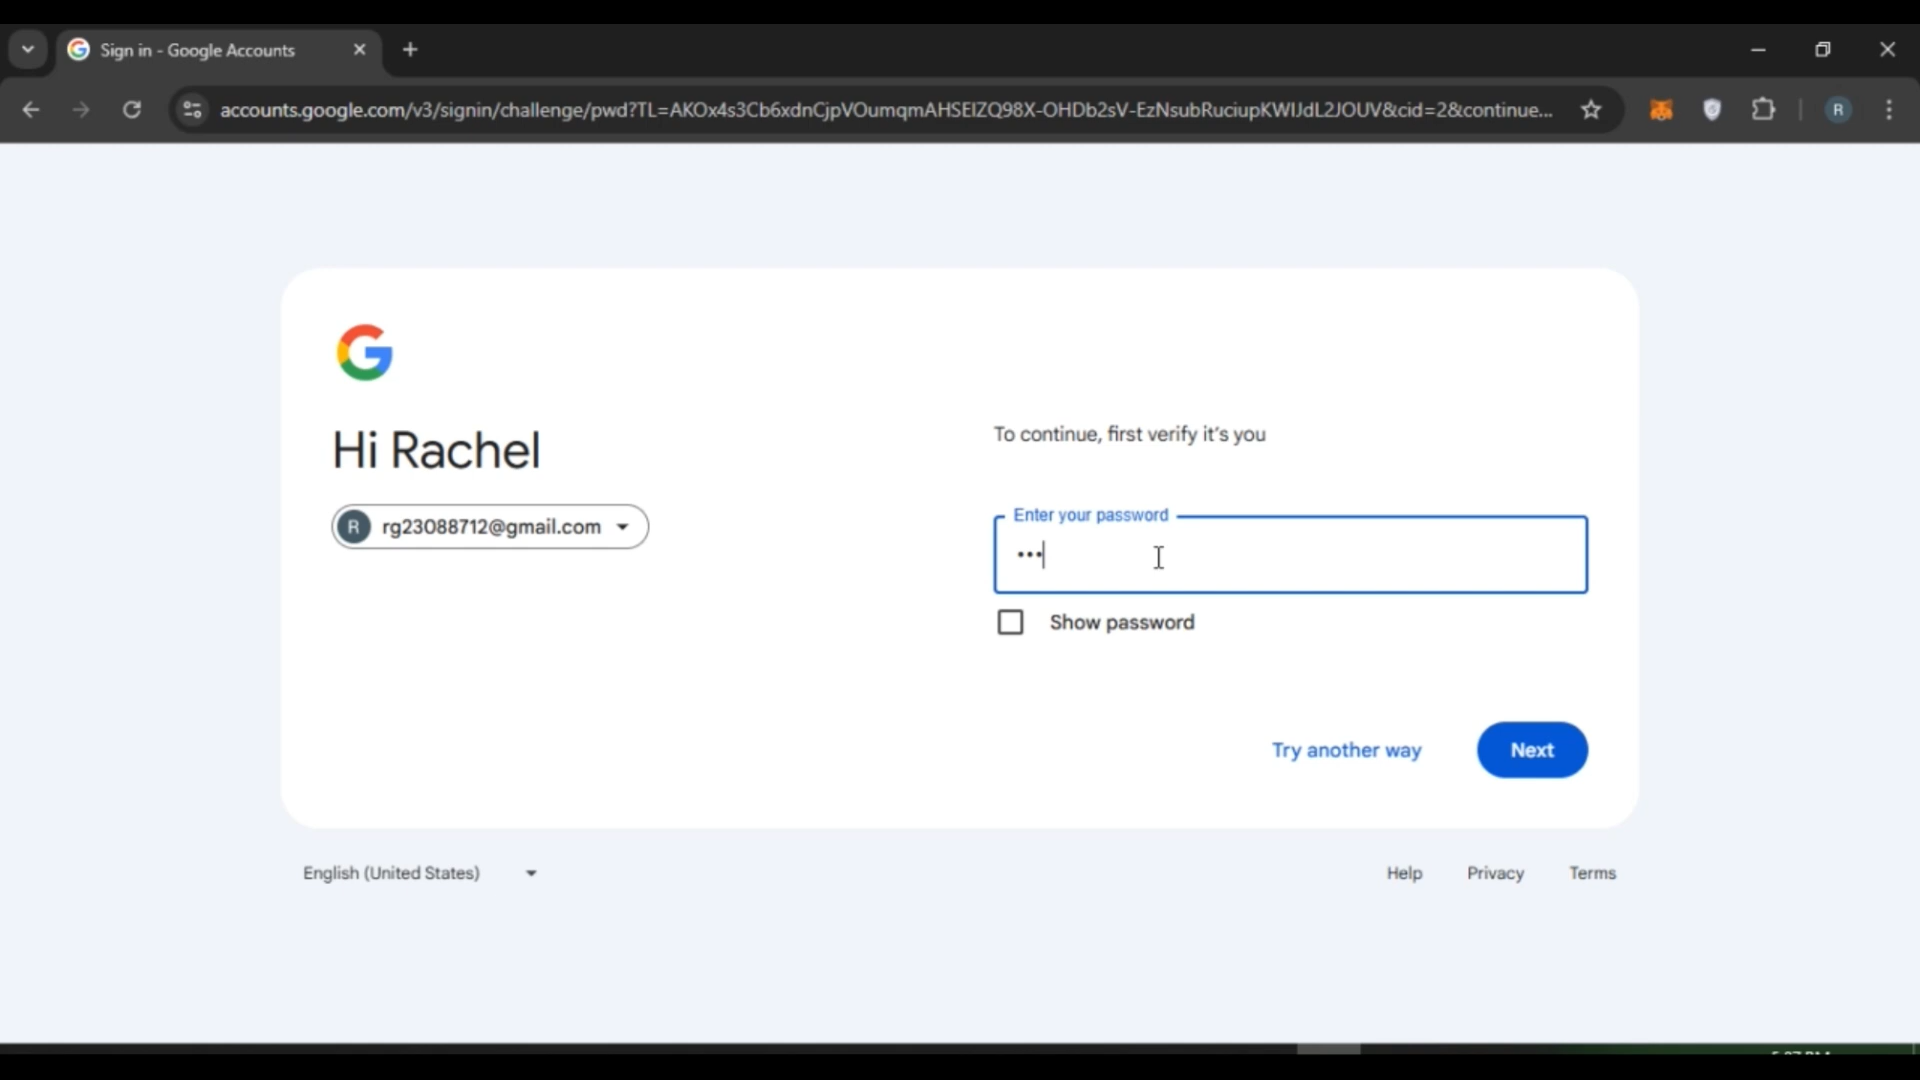 Sign in - Google Accounts
accounts.google.com/v3/signin/challenge/pwd?TL=AKOx4s3Cb6xdnCjpVOumqmAHSEIZQ98X-OHDb2sV-EzNsubRuciupKWIJdL2JOUV&cid=2&continue...
R
Hi Rachel
R rg23088712@gmail.com
To continue, first verify it's you
Enter your password
Show password
Try another way
Next
English (United States)
Help
Privacy
Terms